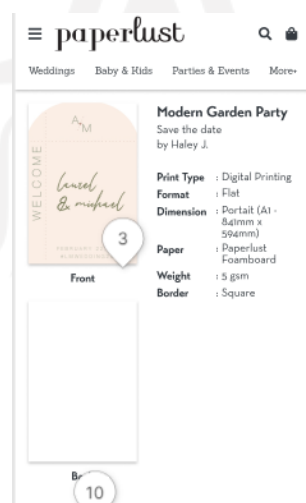 paperlust
Weddings Baby & Kids Parties & Events More+
Modern Garden Party
Save the date
by Haley J.
A
M
WELCOME
laurel
& michael
3
Front
Print Type : Digital Printing
Format : Flat
Dimension : Portait (A1 -
841mm x
594mm)
Paper : Paperlust
Foamboard
Weight : 5 gsm
Border : Square
10